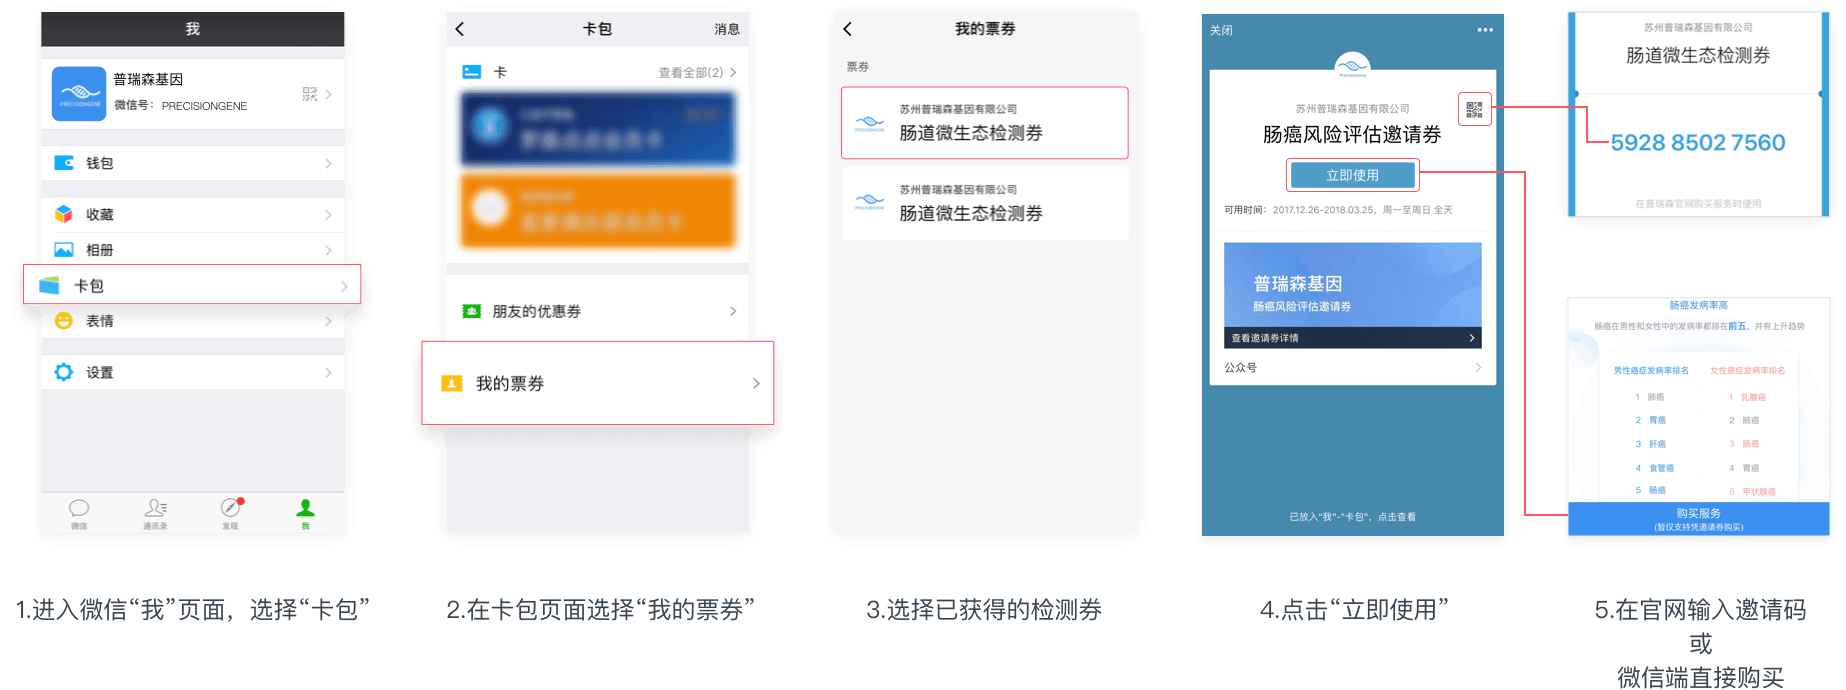 我
普瑞森基因
微信号： PRECISIONGENE
PRECISIONGENE
钱包
收藏
相册
卡包
表情
设置
微信
通讯录
发现
我
1.进入微信“我”页面，选择“卡包”
卡包
消息
卡
查看全部(2)
朋友的优惠券
我的票券
2.在卡包页面选择“我的票券”
我的票券
票券
苏州普瑞森基因有限公司
肠道微生态检测券
PRECISIONGENE
苏州普瑞森基因有限公司
肠道微生态检测券
PRECISIONGENE
3.选择已获得的检测券
关闭
PrecisionGene
苏州普瑞森基因有限公司
肠癌风险评估邀请券
立即使用
可用时间： 2017.12.26-2018.03.25，周一至周日 全天
普瑞森基因
肠癌风险评估邀请券
查看邀请券详情
公众号
已放入“我”-“卡包”，点击查看
4.点击“立即使用”
苏州普瑞森基因有限公司
肠道微生态检测券
5928 8502 7560
在普瑞森官网购买服务时使用
肠癌发病率高
肠癌在男性和女性中的发病率都排在前五，并有上升趋势
男性癌症发病率排名 女性癌症发病率排名
1 肺癌 1 乳腺癌
2 胃癌 2 肺癌
3 肝癌 3 肠癌
4 食管癌 4 胃癌
5 肠癌 5 甲状腺癌
购买服务
(暂仅支持凭邀请券购买)
5.在官网输入邀请码
或
微信端直接购买